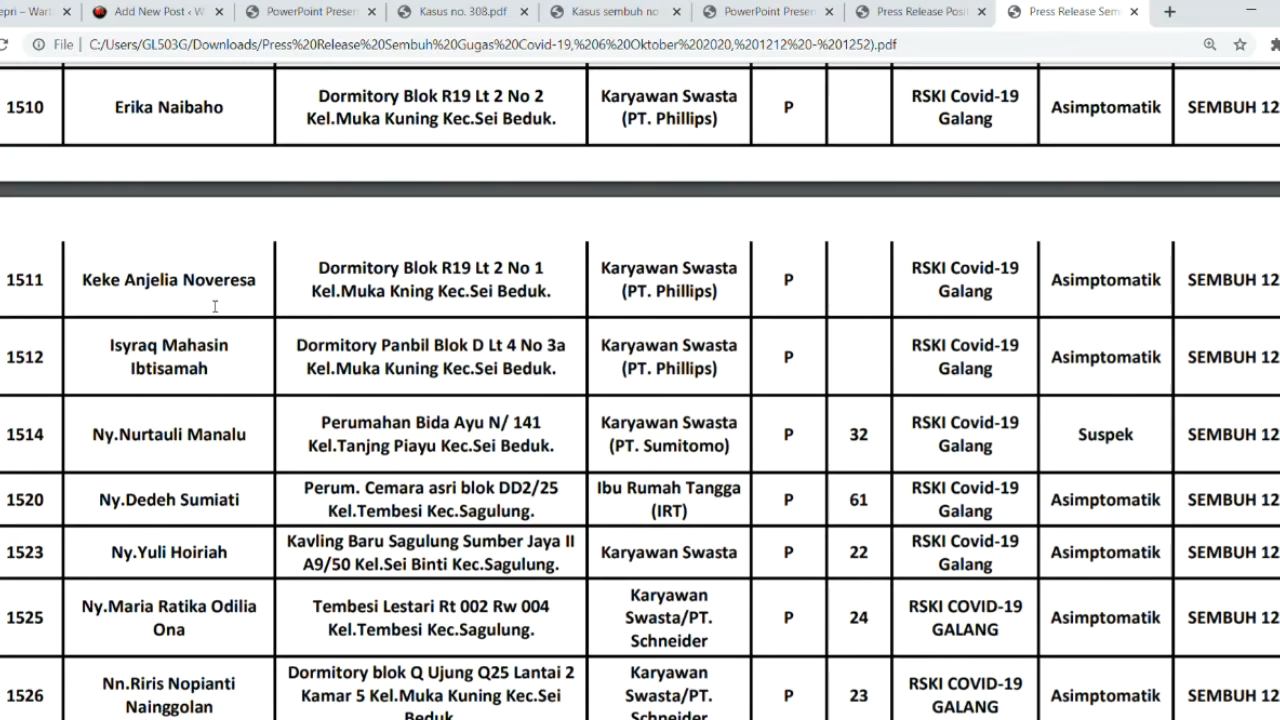 epri – Wart
Add New Post ‹ W
PowerPoint Presen
Kasus no. 308.pdf
Kasus sembuh no
PowerPoint Presen
Press Release Posi
Press Release Sem
File | C:/Users/GL503G/Downloads/Press%20Release%20Sembuh%20Gugas%20Covid-19,%206%20Oktober%202020,%201212%20-%201252).pdf
1510 Erika Naibaho Dormitory Blok R19 Lt 2 No 2 Karyawan Swasta P RSKI Covid-19 Asimptomatik SEMBUH 12
Kel.Muka Kuning Kec.Sei Beduk. (PT. Phillips) Galang
1511 Keke Anjelia Noveresa Dormitory Blok R19 Lt 2 No 1 Karyawan Swasta P RSKI Covid-19 Asimptomatik SEMBUH 12
Kel.Muka Kning Kec.Sei Beduk. (PT. Phillips) Galang
1512 Isyraq Mahasin Dormitory Panbil Blok D Lt 4 No 3a Karyawan Swasta P RSKI Covid-19 Asimptomatik SEMBUH 12
Ibtisamah Kel.Muka Kuning Kec.Sei Beduk. (PT. Phillips) Galang
1514 Ny.Nurtauli Manalu Perumahan Bida Ayu N/ 141 Karyawan Swasta P 32 RSKI Covid-19 Suspek SEMBUH 12
Kel.Tanjng Piayu Kec.Sei Beduk. (PT. Sumitomo) Galang
1520 Ny.Dedeh Sumiati Perum. Cemara asri blok DD2/25 Ibu Rumah Tangga P 61 RSKI Covid-19 Asimptomatik SEMBUH 12
Kel.Tembesi Kec.Sagulung. (IRT) Galang
1523 Ny.Yuli Hoiriah Kavling Baru Sagulung Sumber Jaya II Karyawan Swasta P 22 RSKI Covid-19 Asimptomatik SEMBUH 12
A9/50 Kel.Sei Binti Kec.Sagulung. Galang
1525 Ny.Maria Ratika Odilia Tembesi Lestari Rt 002 Rw 004 Karyawan P 24 RSKI COVID-19 Asimptomatik SEMBUH 12
Ona Kel.Tembesi Kec.Sagulung. Swasta/PT. GALANG
Schneider
1526 Nn.Riris Nopianti Dormitory blok Q Ujung Q25 Lantai 2 Karyawan P 23 RSKI COVID-19 Asimptomatik SEMBUH 12
Nainggolan Kamar 5 Kel.Muka Kuning Kec.Sei Swasta/PT. GALANG
Beduk. Schneider